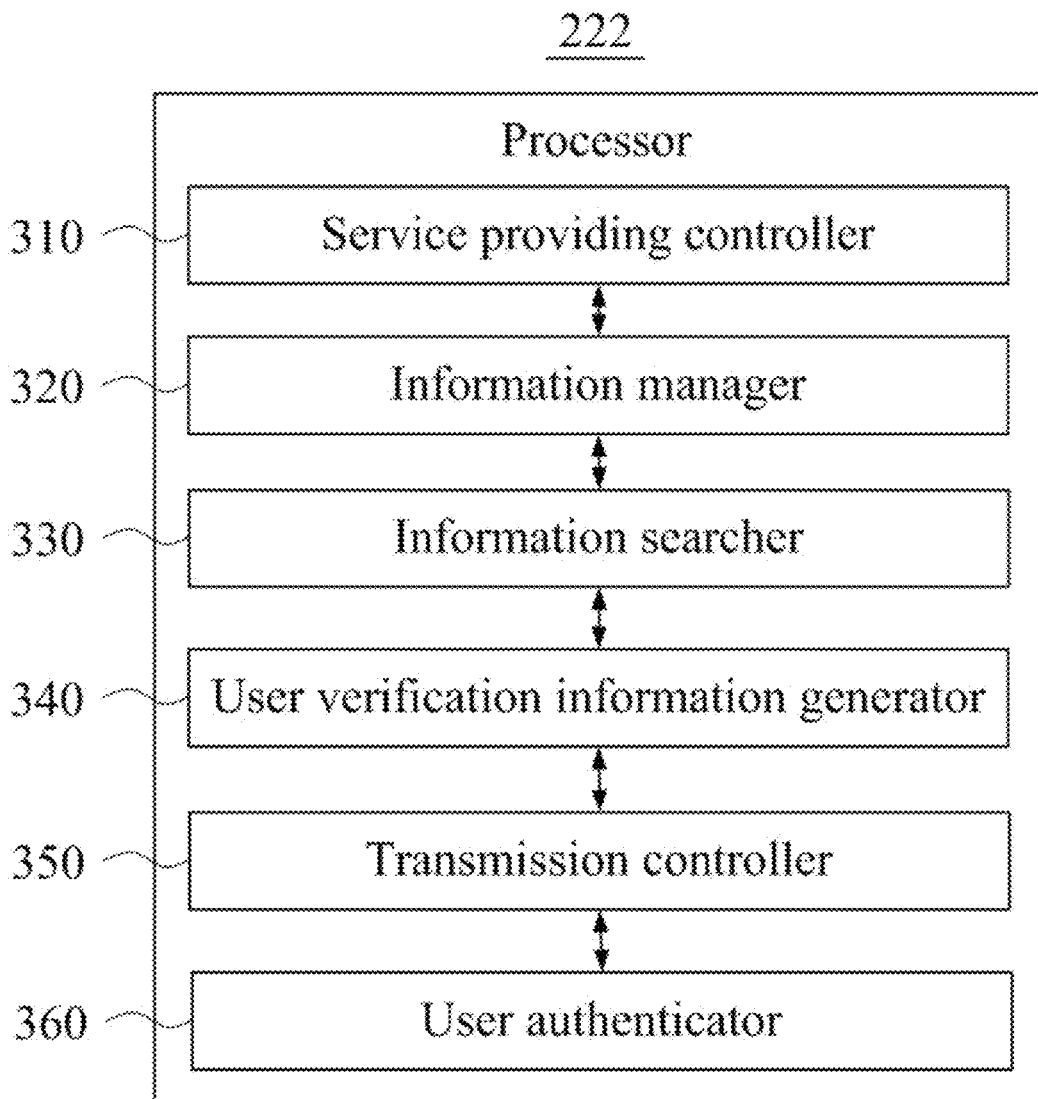 222
Processor
310 Service providing controller
320 Information manager
330 Information searcher
340 User verification information generator
350 Transmission controller
360 User authenticator